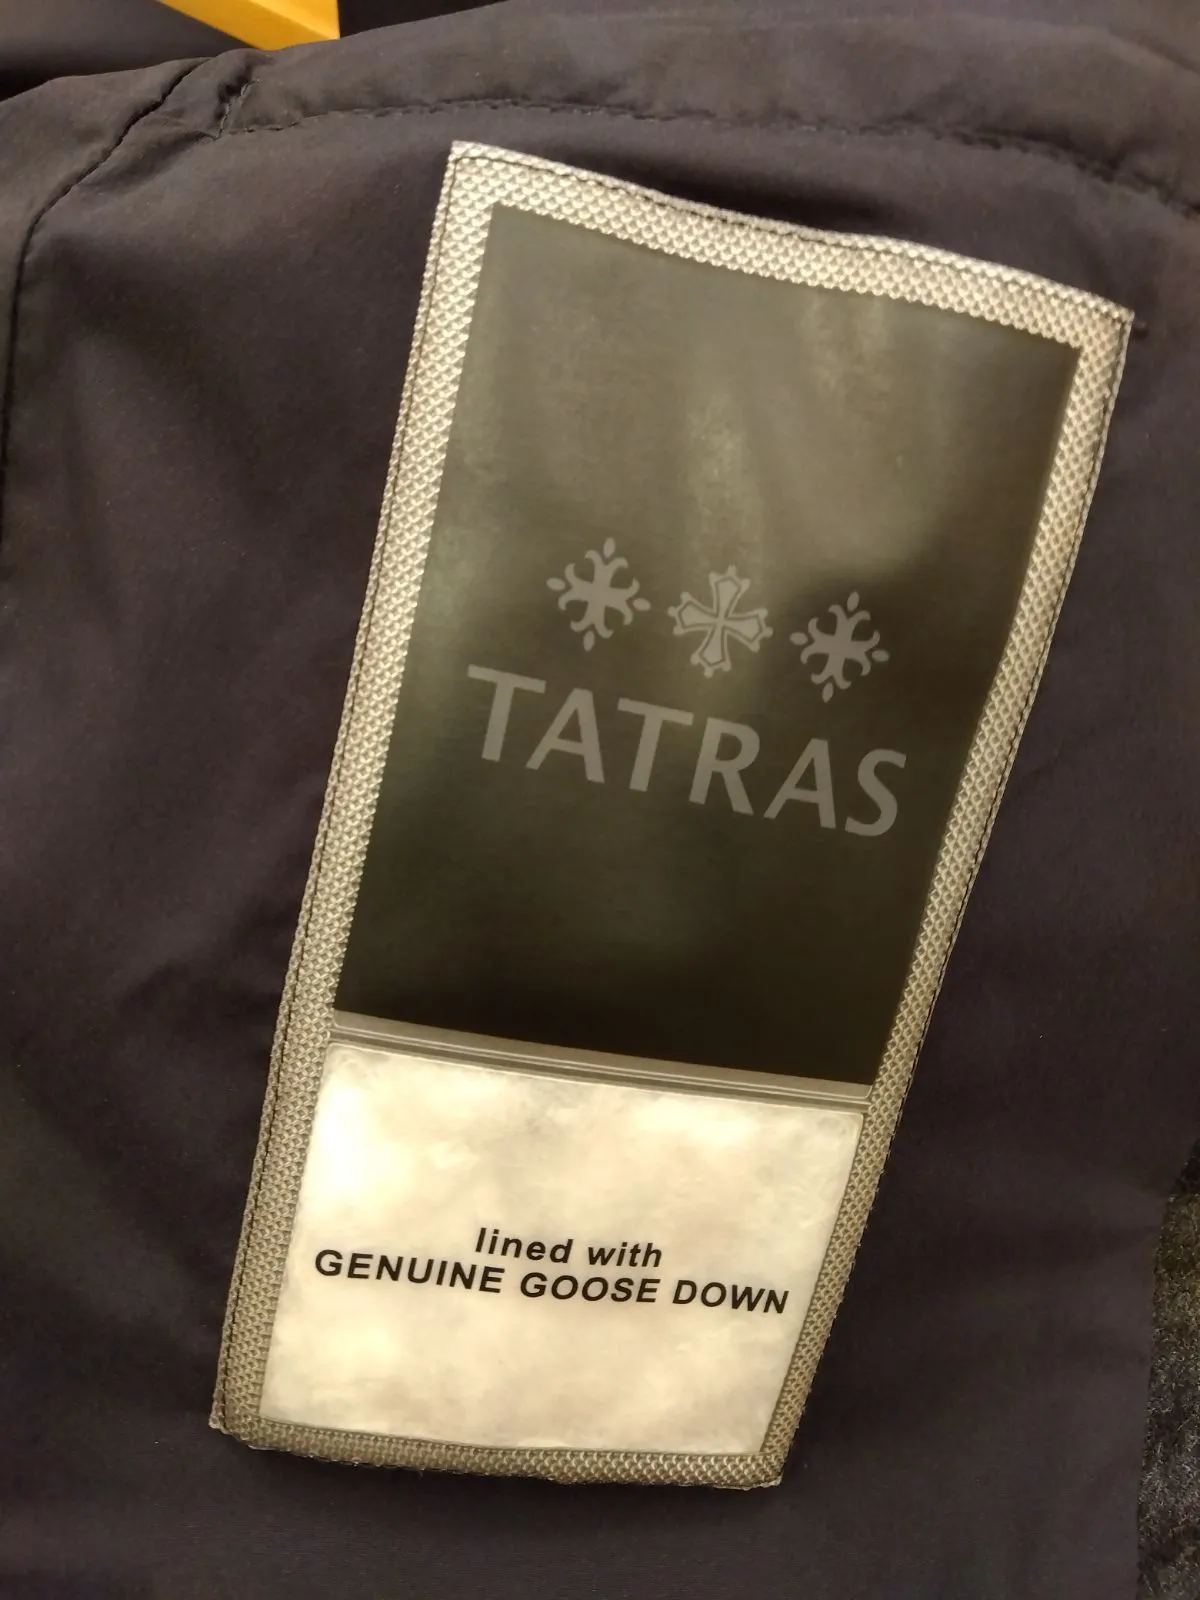 TATRAS
lined with
GENUINE GOOSE DOWN